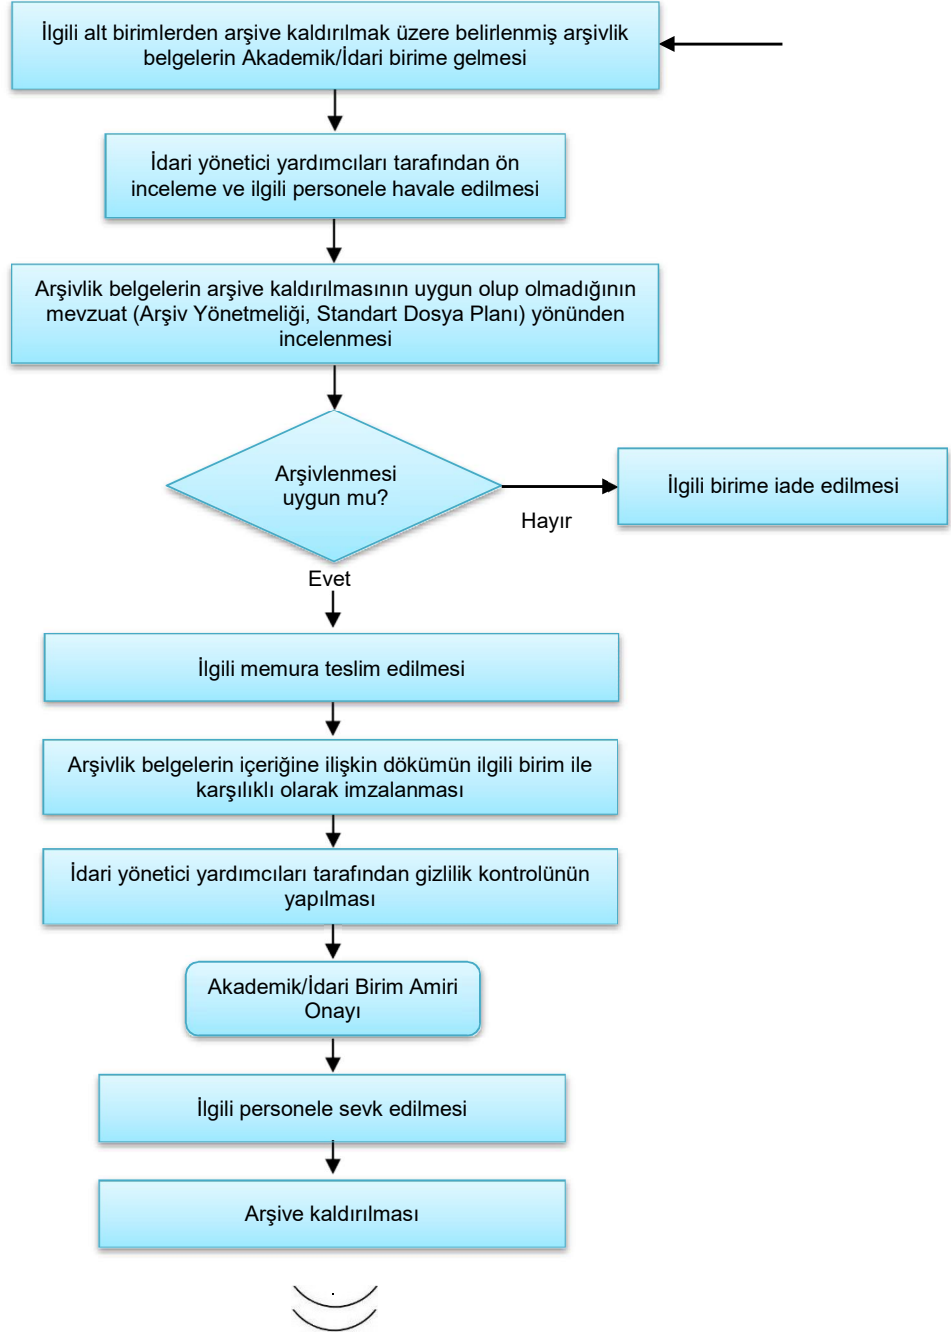 İlgili alt birimlerden arşive kaldırılmak üzere belirlenmiş arşivlik
belgelerin Akademik/İdari birime gelmesi
İdari yönetici yardımcıları tarafından ön
inceleme ve ilgili personele havale edilmesi
Arşivlik belgelerin arşive kaldırılmasının uygun olup olmadığının
mevzuat (Arşiv Yönetmeliği, Standart Dosya Planı) yönünden
incelenmesi
Arşivlenmesi
uygun mu?
İlgili birime iade edilmesi
Hayır
Evet
İlgili memura teslim edilmesi
Arşivlik belgelerin içeriğine ilişkin dökümün ilgili birim ile
karşılıklı olarak imzalanması
İdari yönetici yardımcıları tarafından gizlilik kontrolünün
yapılması
Akademik/İdari Birim Amiri
Onayı
İlgili personele sevk edilmesi
Arşive kaldırılması
.